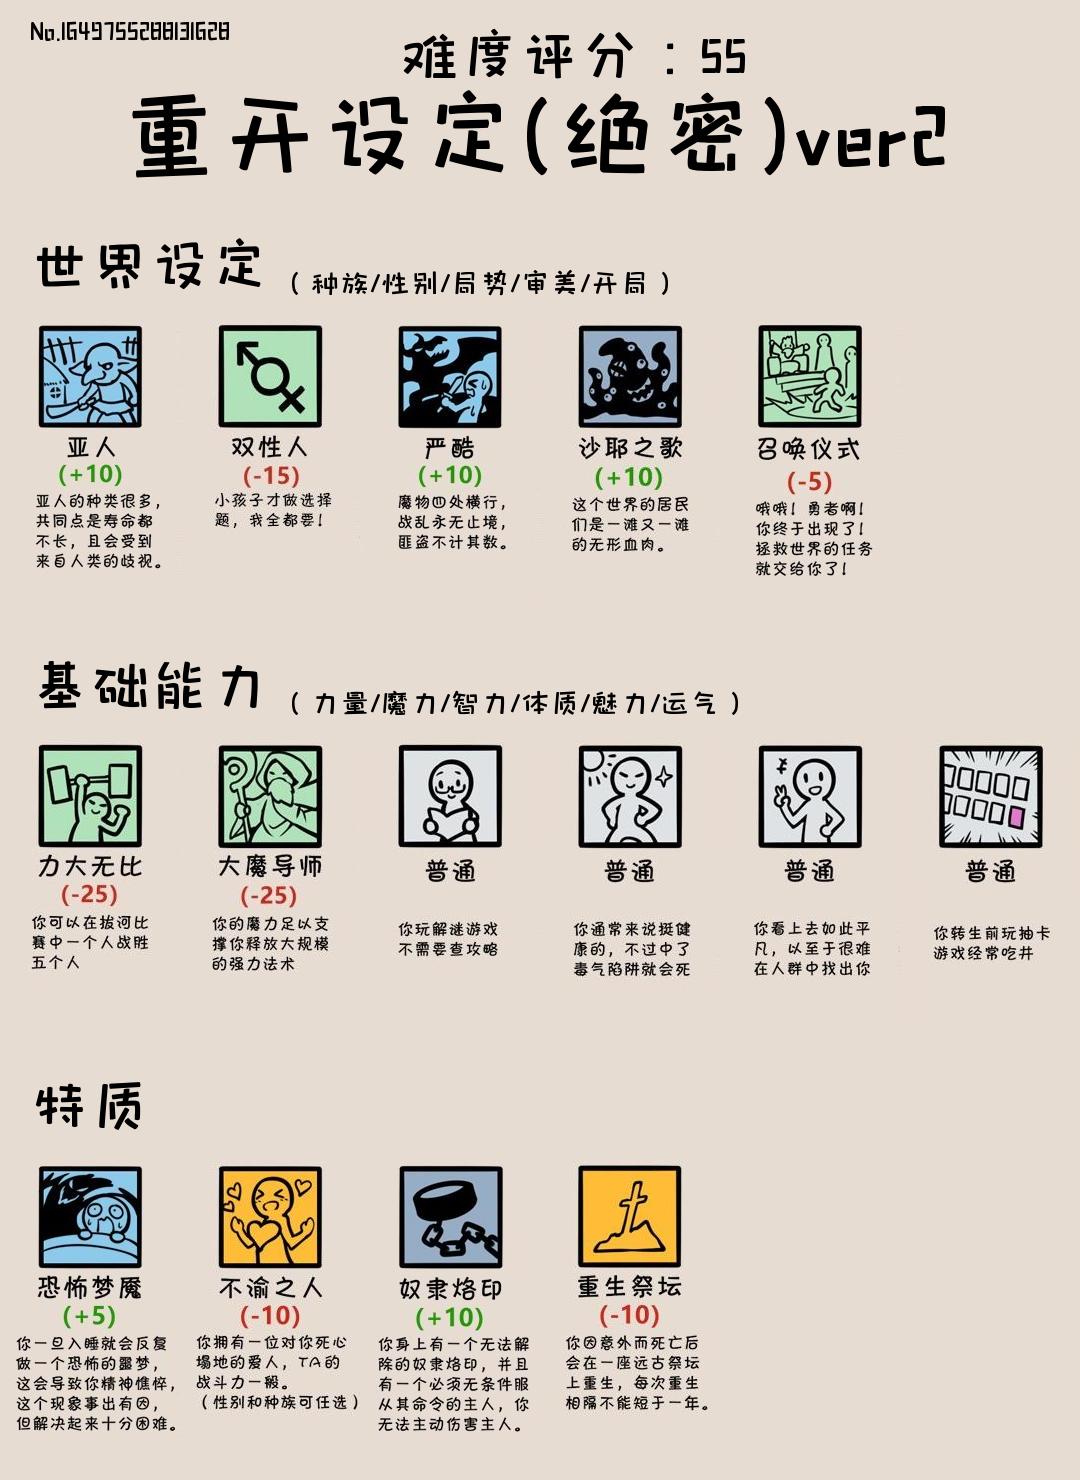 No.1649755288131628
难度评分：55
重开设定(绝密)ver2
世界设定（种族/性别/局势/审美/开局）
亚人
(+10)
亚人的种类很多，
共同点是寿命都
不长，且会受到
来自人类的歧视。
双性人
(-15)
小孩子才做选择
题，我全都要！
严酷
(+10)
魔物四处横行，
战乱永无止境，
匪盗不计其数。
沙耶之歌
(+10)
这个世界的居民
们是一滩又一滩
的无形血肉。
召唤仪式
(-5)
哦哦！勇者啊！
你终于出现了！
拯救世界的任务
就交给你了！
基础能力（力量/魔力/智力/体质/魅力/运气）
力大无比
(-25)
你可以在拔河比
赛中一个人战胜
五个人
大魔导师
(-25)
你的魔力足以支
撑你释放大规模
的强力法术
普通
你玩解谜游戏
不需要查攻略
普通
你通常来说挺健
康的，不过中了
毒气陷阱就会死
普通
你看上去如此平
凡，以至于很难
在人群中找出你
普通
你转生前玩抽卡
游戏经常吃井
特质
恐怖梦魇
(+5)
你一旦入睡就会反复
做一个恐怖的噩梦，
这会导致你精神憔悴，
这个现象事出有因，
但解决起来十分困难。
不渝之人
(-10)
你拥有一位对你死心
塌地的爱人，TA的
战斗力一般。
（性别和种族可任选）
奴隶烙印
(+10)
你身上有一个无法解
除的奴隶烙印，并且
有一个必须无条件服
从其命令的主人，你
无法主动伤害主人。
重生祭坛
(-10)
你因意外而死亡后
会在一座远古祭坛
上重生，每次重生
相隔不能短于一年。